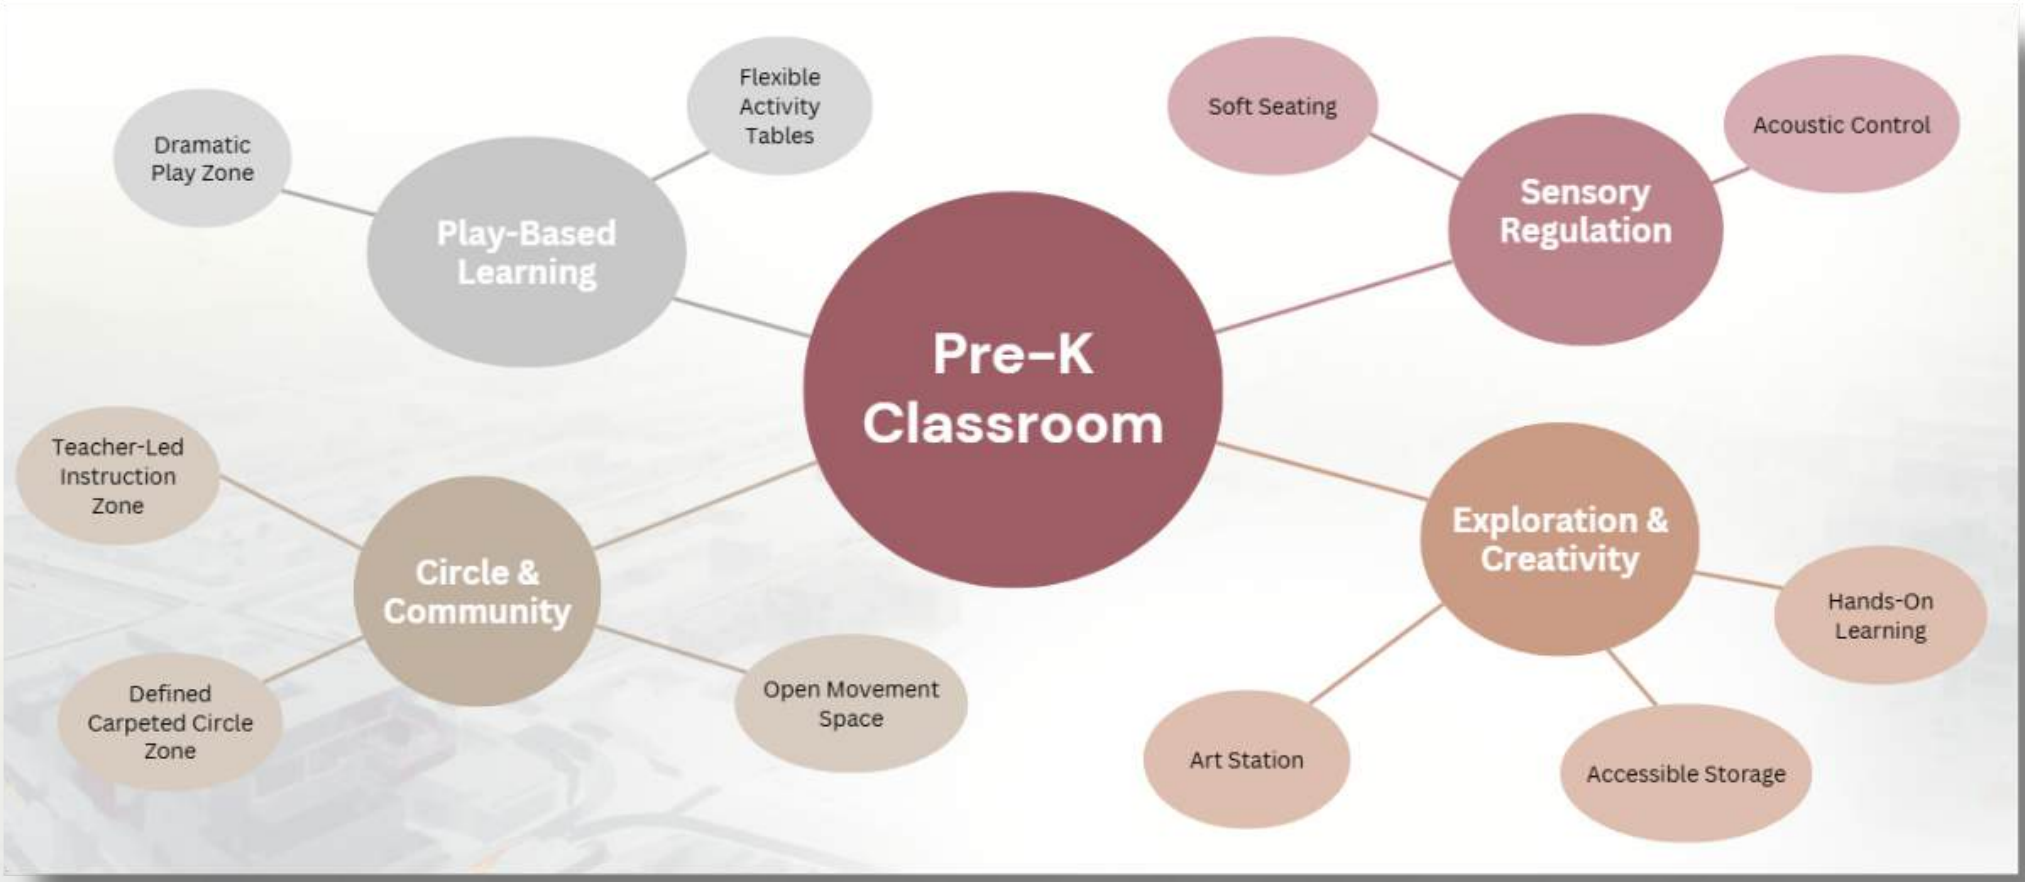 Flexible
Activity
Tables
Dramatic
Play Zone
Play-Based
Learning
Soft Seating
Acoustic Control
Sensory
Regulation
Pre-K
Classroom
Teacher-Led
Instruction
Zone
Circle &
Community
Defined
Carpeted Circle
Zone
Open Movement
Space
Exploration &
Creativity
Hands-On
Learning
Art Station
Accessible Storage